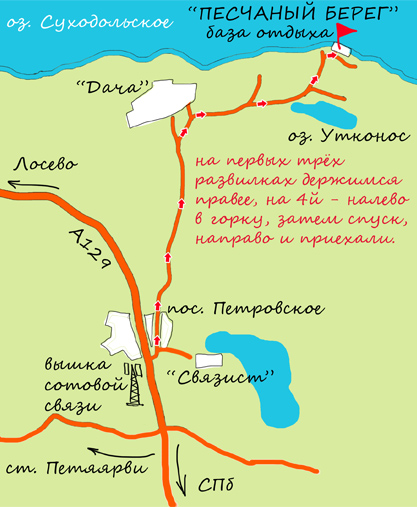 оз. Суходольское
"ПЕСЧАНЫЙ БЕРЕГ"
база отдыха
"Дача"
оз. Утконос
Лосево
на первых трёх
развилках держимся
правее, на 4й - налево
в горку, затем спуск,
направо и приехали.
А129
пос. Петровское
вышка
сотовой
связи
"Связист"
ст. Петяярви
СПб